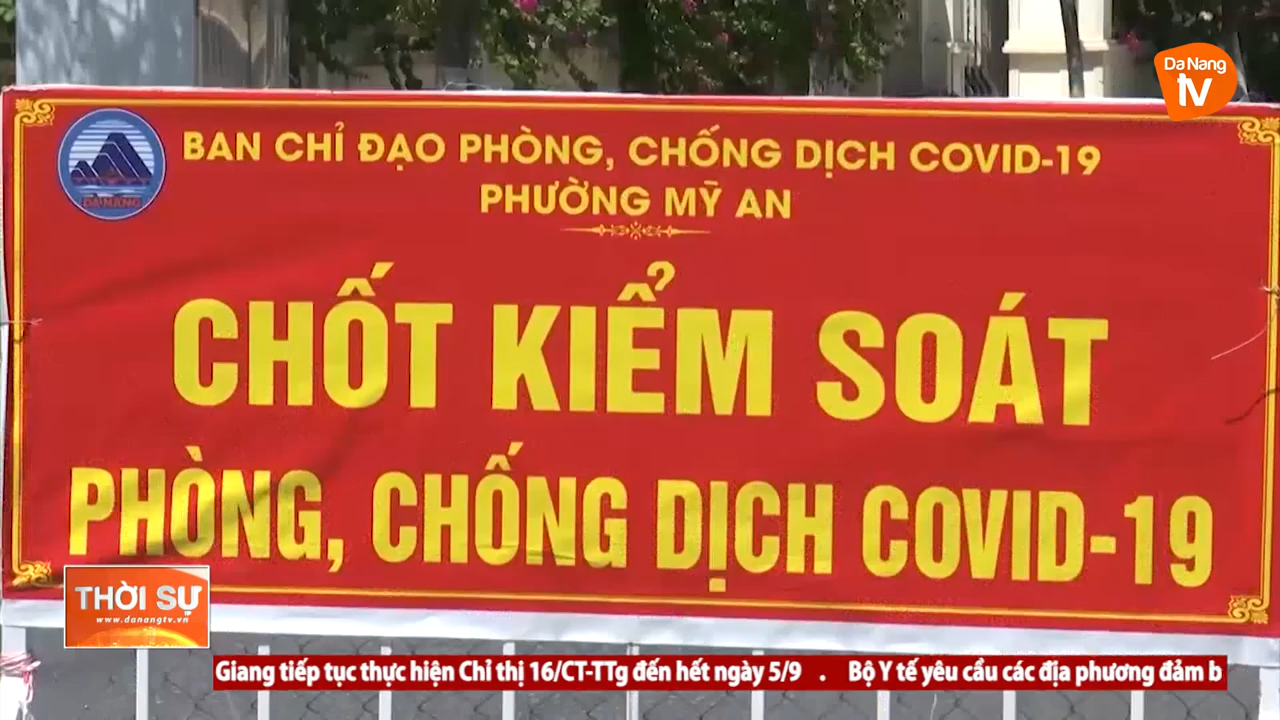 Da Nang
tv
BAN CHỈ ĐẠO PHÒNG, CHỐNG DỊCH COVID-19
PHƯỜNG MỸ AN
DA NANG
CHỐT KIỂM SOÁT
PHÒNG, CHỐNG DỊCH COVID-19
THỜI SỰ
www.danangtv.vn
Giang tiếp tục thực hiện Chỉ thị 16/CT-TTg đến hết ngày 5/9 . Bộ Y tế yêu cầu các địa phương đảm b